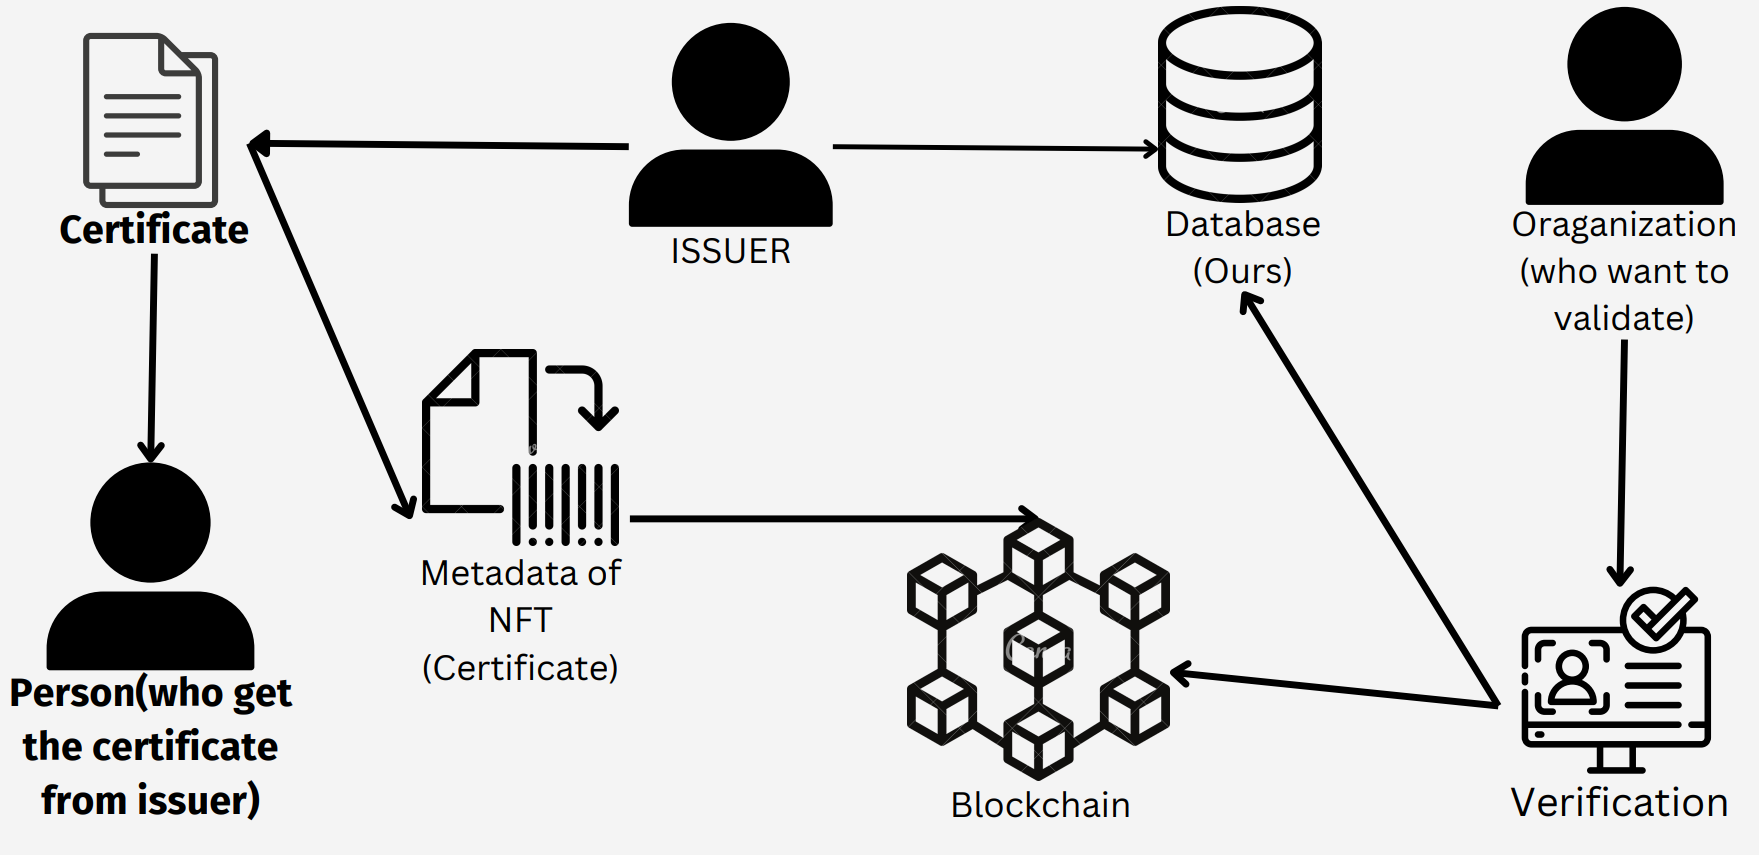 Certificate
ISSUER
Database
(Ours)
Oraganization
(who want to
validate)
Metadata of
NFT
(Certificate)
Person(who get
the certificate
from issuer)
Blockchain
Verification